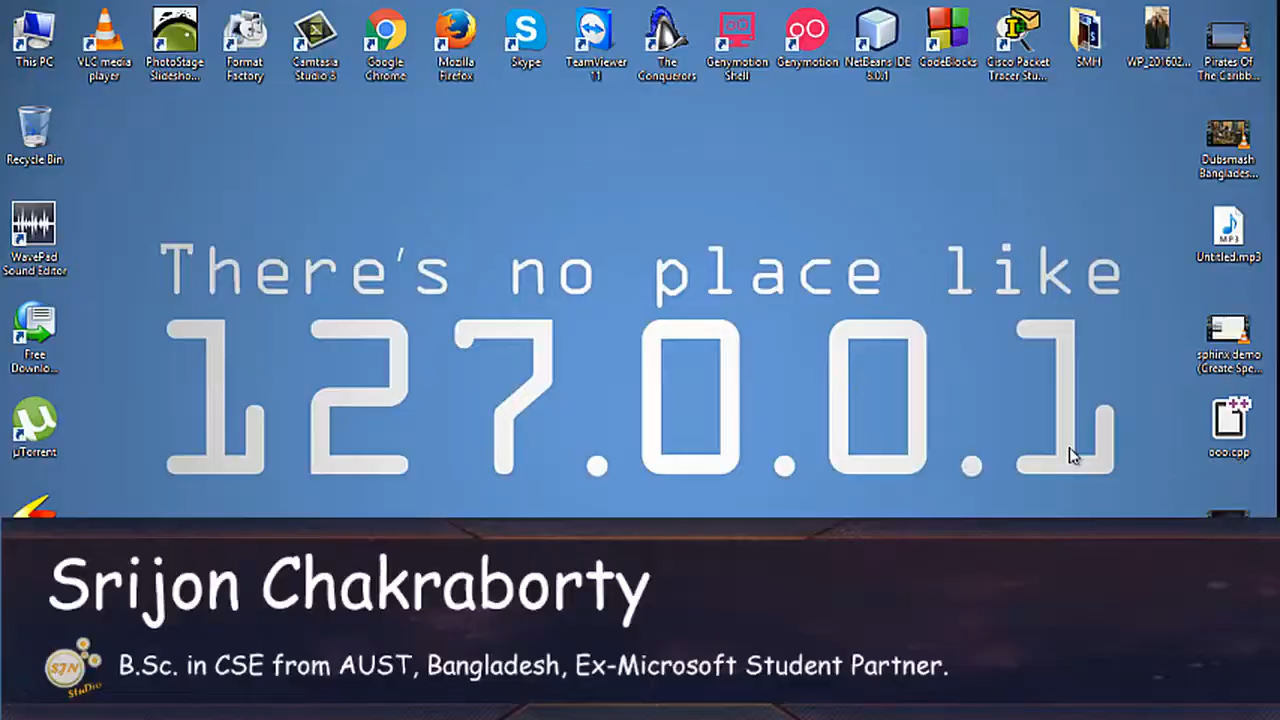 This PC
VLC media
player
PhotoStage
Slidesho...
Format
Factory
Camtasia
Studio 8
Google
Chrome
Mozilla
Firefox
Skype
TeamViewer
11
The
Conquerors
Genymotion
Shell
Genymotion
NetBeans IDE
8.0.1
CodeBlocks
Cisco Packet
Tracer Stu...
SMH
WP_201602...
Pirates Of
The Caribb...
Recycle Bin
Dubsmash
Banglades...
WavePad
Sound Editor
MP3
Untitled.mp3
Free
Downlo...
sphinx demo
(Create Spe...
µTorrent
ooo.cpp
There's no place like
127.0.0.1
Srijon Chakraborty
SJN
StuDio
B.Sc. in CSE from AUST, Bangladesh, Ex-Microsoft Student Partner.